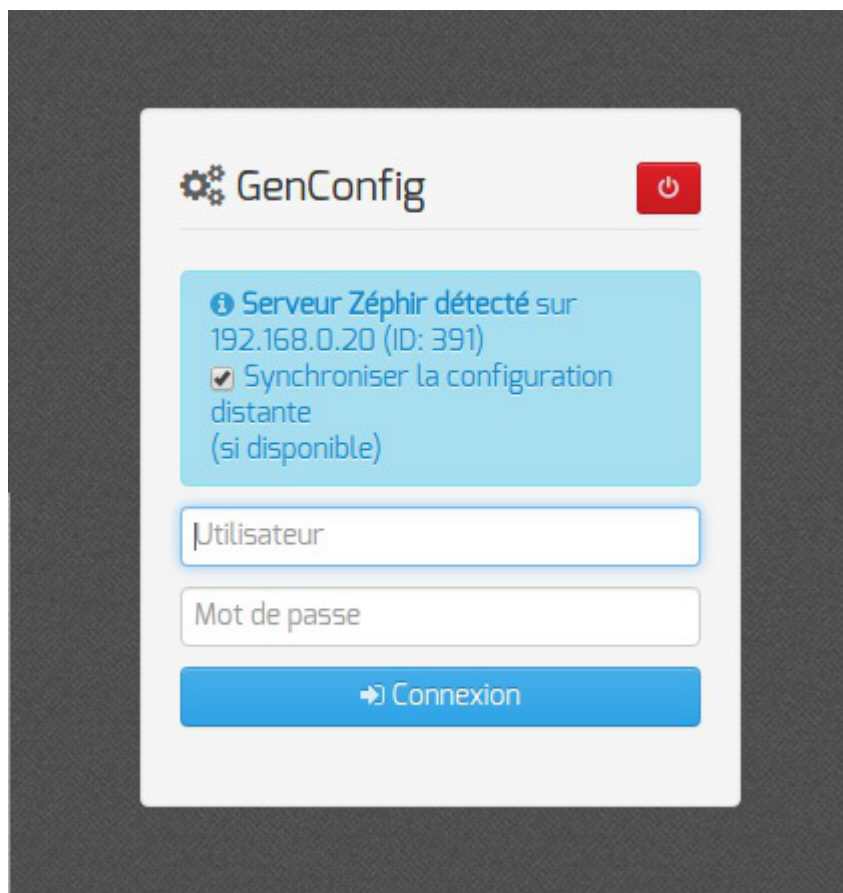 GenConfig
Serveur Zéphir détecté sur
192.168.0.20 (ID: 391)
Synchroniser la configuration
distante
(si disponible)
Utilisateur
Mot de passe
Connexion